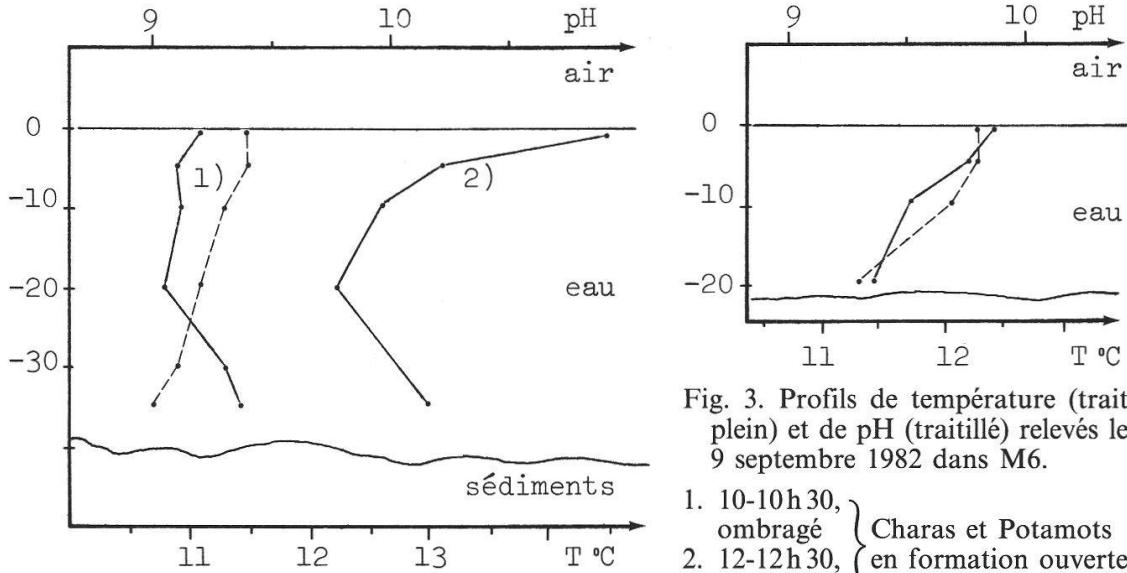 9 10 pH
air
0
1) 2)
-10
-20
eau
-30
sédiments
11 12 13 T °C
9 10 pH
air
0
-10
eau
-20
11 12 T °C
Fig. 3. Profils de température (trait
plein) et de pH (traitillé) relevés le
9 septembre 1982 dans M6.
1. 10-10 h 30,
ombragé
Charas et Potamots
2. 12-12 h 30,
en formation ouverte